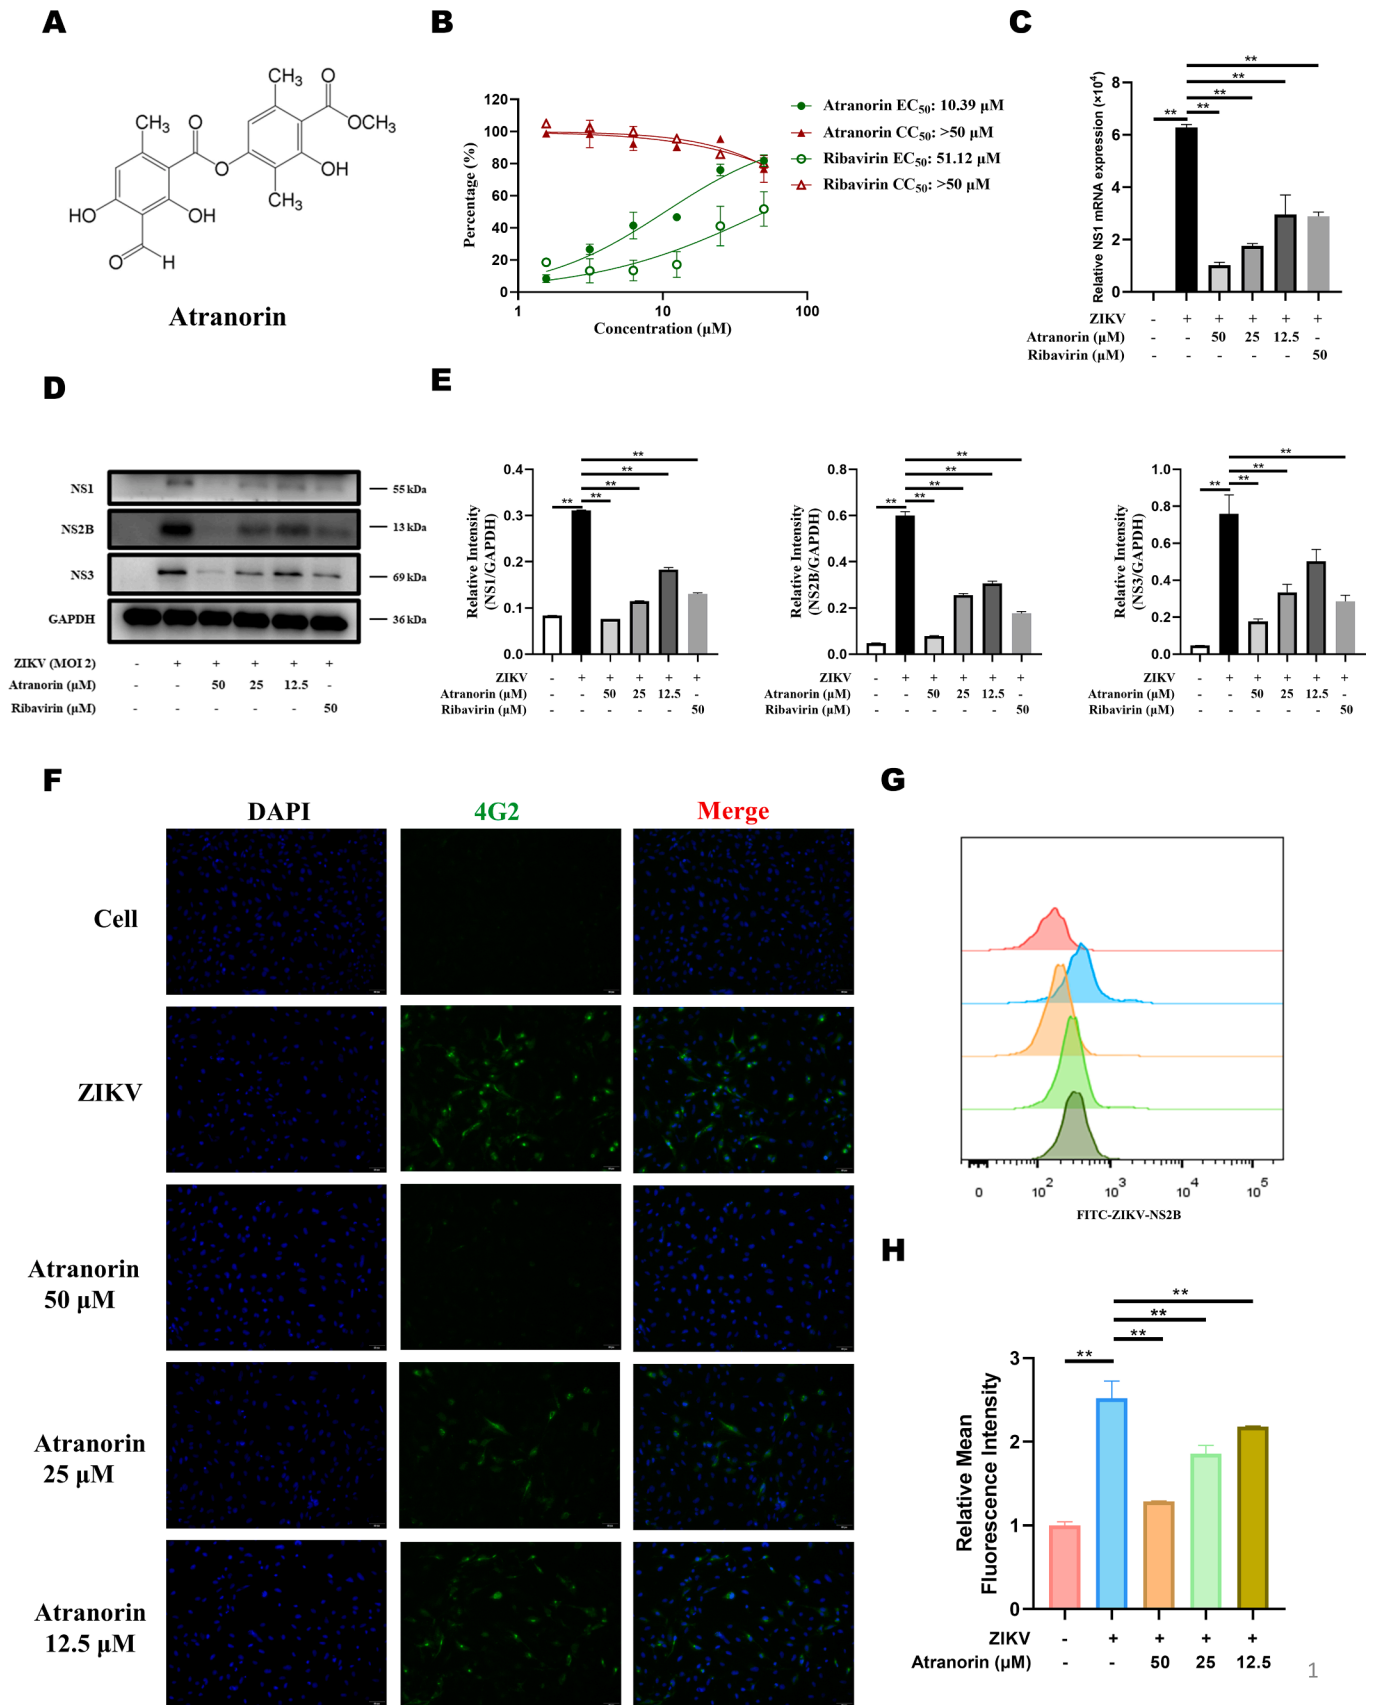 A
CH₃
O
OCH₃
CH₃
O
O
OH
CH₃
HO
OH
O
H
Atranorin
B
Percentage (%)
120
100
80
60
40
20
0
1
10
100
Concentration (μM)
Atranorin EC₅₀: 10.39 μM
Atranorin CC₅₀: >50 μM
Ribavirin EC₅₀: 51.12 μM
Ribavirin CC₅₀: >50 μM
C
Relative NS1 mRNA expression (×10⁴)
8
6
4
2
0
**
**
**
**
**
ZIKV - + + + + +
Atranorin (μM) - - 50 25 12.5 -
Ribavirin (μM) - - - - - 50
D
NS1 55 kDa
NS2B 13 kDa
NS3 69 kDa
GAPDH 36 kDa
ZIKV (MOI 2) - + + + + +
Atranorin (μM) - - 50 25 12.5 -
Ribavirin (μM) - - - - - 50
E
Relative Intensity
(NS1/GAPDH)
0.4
0.3
0.2
0.1
0.0
**
**
**
**
**
ZIKV - + + + + +
Atranorin (μM) - - 50 25 12.5 -
Ribavirin (μM) - - - - - 50
Relative Intensity
(NS2B/GAPDH)
0.8
0.6
0.4
0.2
0.0
**
**
**
**
**
ZIKV - + + + + +
Atranorin (μM) - - 50 25 12.5 -
Ribavirin (μM) - - - - - 50
Relative Intensity
(NS3/GAPDH)
1.0
0.8
0.6
0.4
0.2
0.0
**
**
**
**
**
ZIKV - + + + + +
Atranorin (μM) - - 50 25 12.5 -
Ribavirin (μM) - - - - - 50
F
DAPI 4G2 Merge
Cell
ZIKV
Atranorin
50 μM
Atranorin
25 μM
Atranorin
12.5 μM
G
0 10² 10³ 10⁴ 10⁵
FITC-ZIKV-NS2B
H
Relative Mean
Fluorescence Intensity
3
2
1
0
**
**
**
**
ZIKV - + + + +
Atranorin (μM) - - 50 25 12.5
1